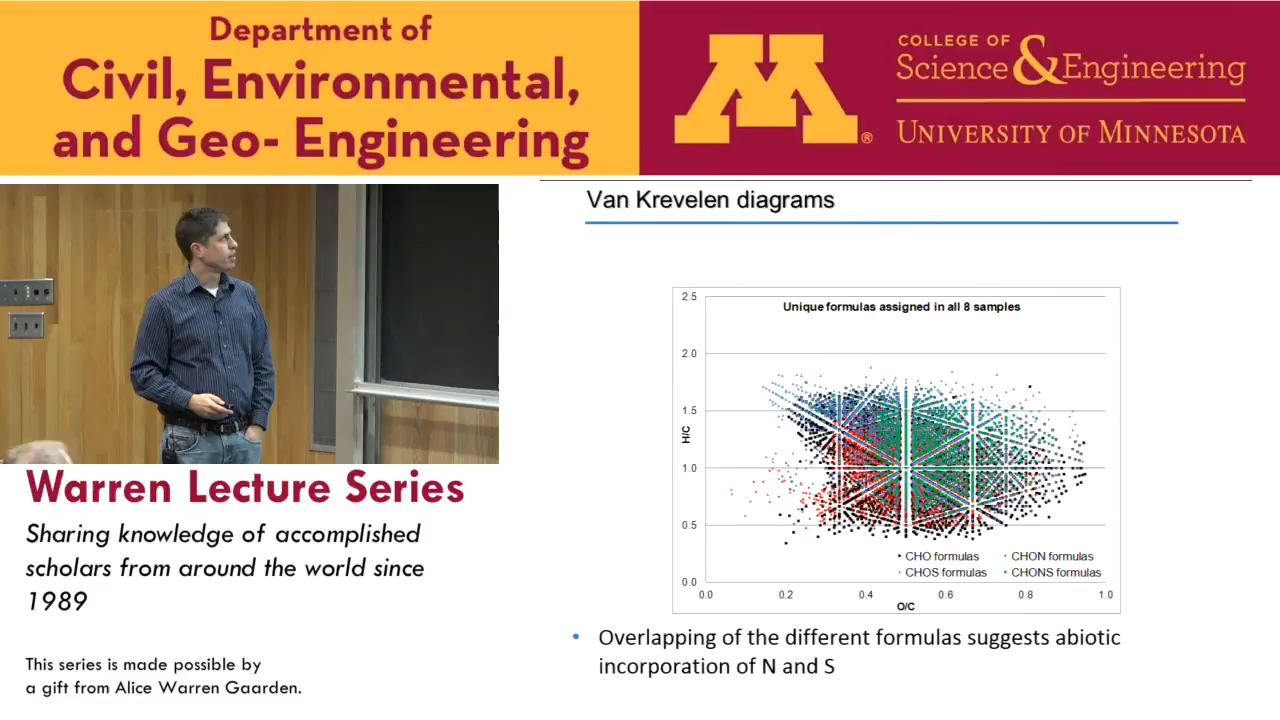 Department of
Civil, Environmental,
and Geo- Engineering
M®
COLLEGE OF
Science & Engineering
UNIVERSITY OF MINNESOTA
Warren Lecture Series
Sharing knowledge of accomplished
scholars from around the world since
1989
This series is made possible by
a gift from Alice Warren Gaarden.
Van Krevelen diagrams
Unique formulas assigned in all 8 samples
2.5
2.0
1.5
1.0
0.5
0.0
H/C
CHO formulas CHON formulas
CHOS formulas CHONS formulas
0.0 0.2 0.4 0.6 0.8 1.0
O/C
• Overlapping of the different formulas suggests abiotic
incorporation of N and S